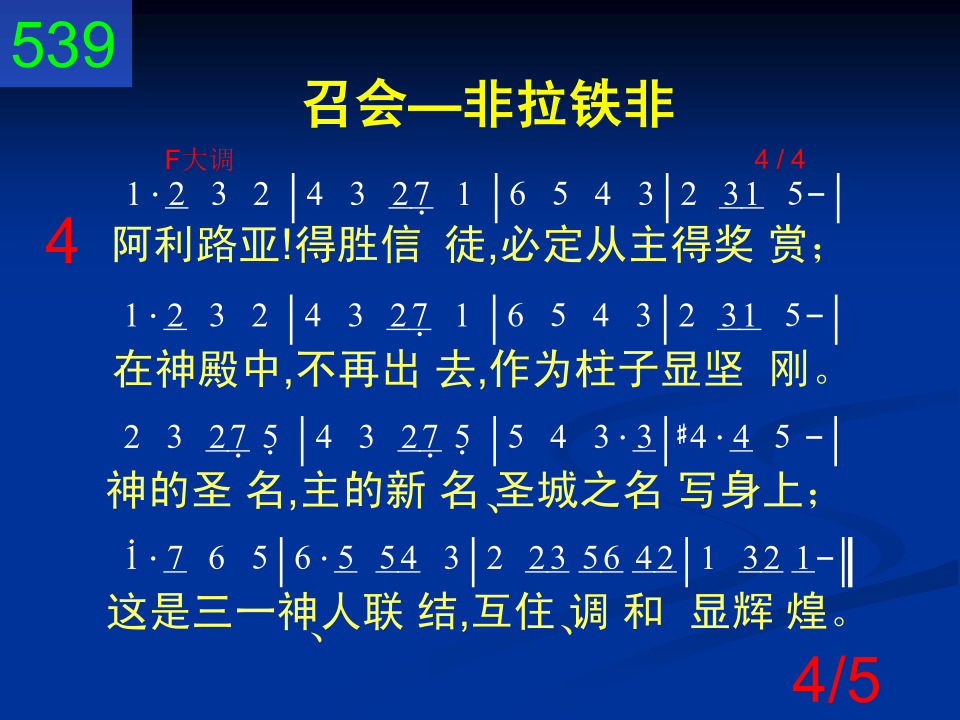 539
召会—非拉铁非
F大调 4 / 4
1 · 2 3 2 | 4 3 27̣ 1 | 6 5 4 3 | 2 31 5- |
4
阿利路亚!得胜信 徒,必定从主得奖 赏；
1 · 2 3 2 | 4 3 27̣ 1 | 6 5 4 3 | 2 31 5- |
在神殿中,不再出 去,作为柱子显坚 刚。
2 3 27̣ 5̣ | 4 3 27̣ 5̣ | 5 4 3 · 3 | ♯4 · 4 5 - |
神的圣 名,主的新 名、圣城之名 写身上；
1̇ · 7 6 5 | 6 · 5 54 3 | 2 23 56 42 | 1 32 1- ‖
这是三一神、人联 结,互住、调 和 显辉 煌。
4/5